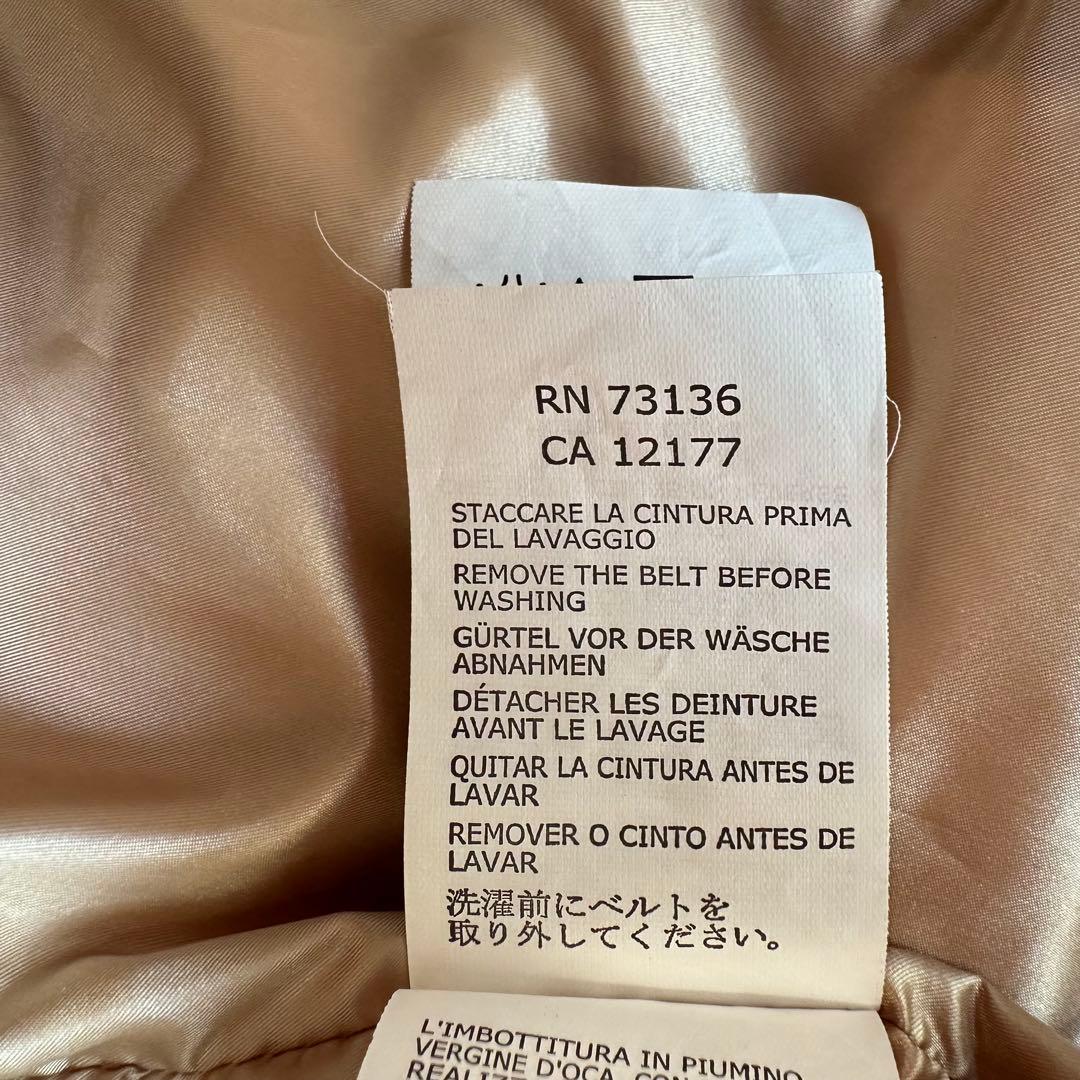 RN 73136
CA 12177
STACCARE LA CINTURA PRIMA
DEL LAVAGGIO
REMOVE THE BELT BEFORE
WASHING
GÜRTEL VOR DER WÄSCHE
ABNAHMEN
DÉTACHER LES DEINTURE
AVANT LE LAVAGE
QUITAR LA CINTURA ANTES DE
LAVAR
REMOVER O CINTO ANTES DE
LAVAR
洗濯前にベルトを
取り外してください。
L'IMBOTTITURA IN PIUMINO
VERGINE D'OCA, CON